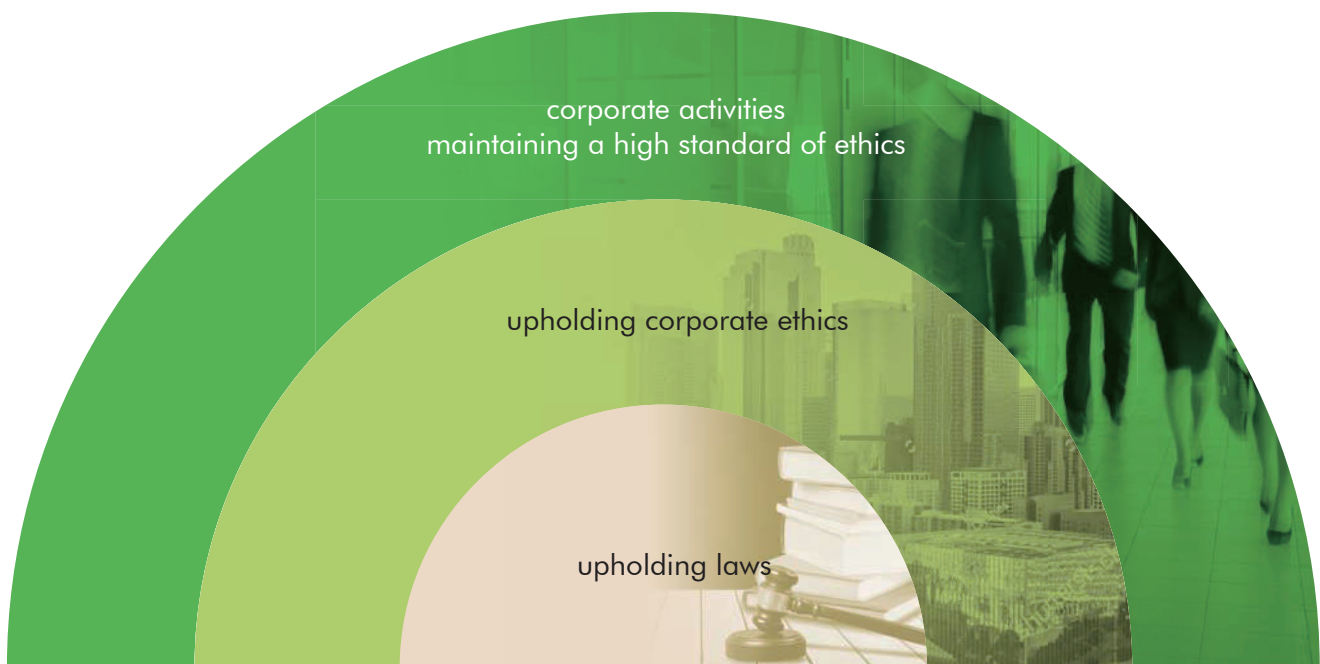 corporate activities
maintaining a high standard of ethics
upholding corporate ethics
upholding laws